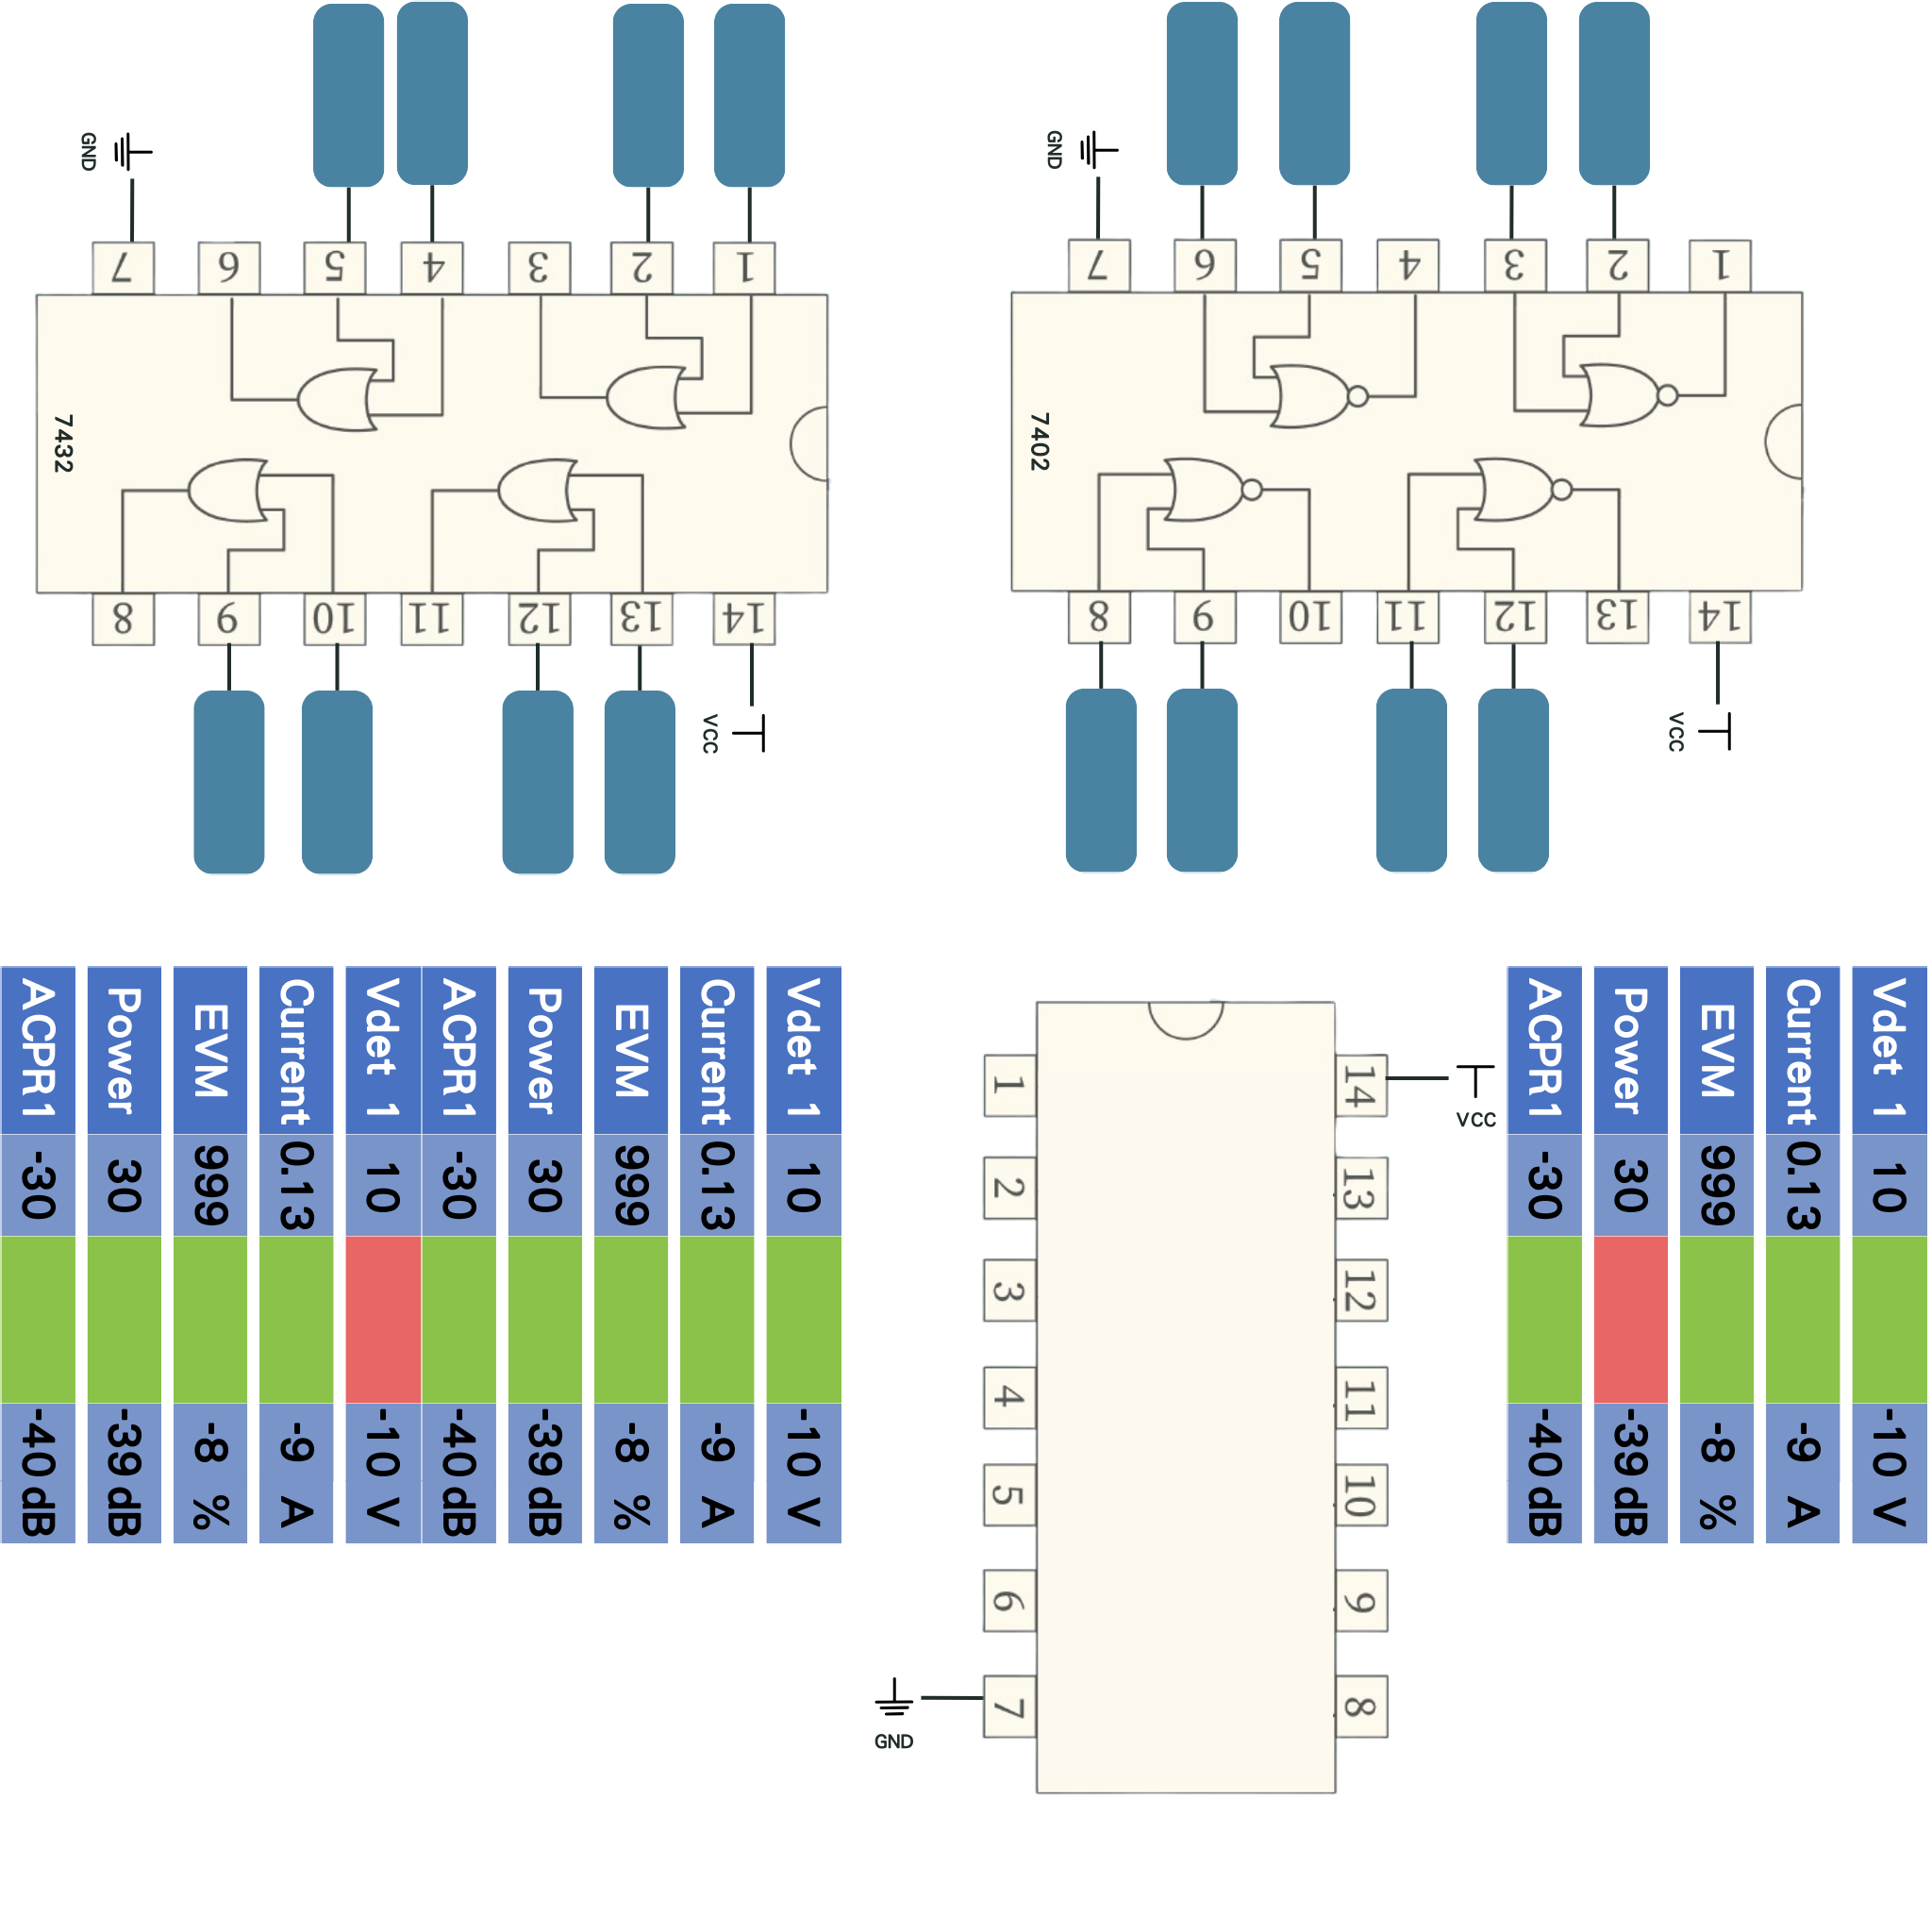 GND
7 6 5 4 3 2 1
7432
8 9 10 11 12 13 14
VCC
GND
7 6 5 4 3 2 1
7402
8 9 10 11 12 13 14
VCC
Vdet 1 10 -10 V
Current 0.13 -9 A
EVM 999 -8 %
Power 30 -39 dB
ACPR1 -30 -40 dB
Vdet 1 10 -10 V
Current 0.13 -9 A
EVM 999 -8 %
Power 30 -39 dB
ACPR1 -30 -40 dB
1 14
VCC
2 13
3 12
4 11
5 10
6 9
7 8
GND
Vdet 1 10 -10 V
Current 0.13 -9 A
EVM 999 -8 %
Power 30 -39 dB
ACPR1 -30 -40 dB